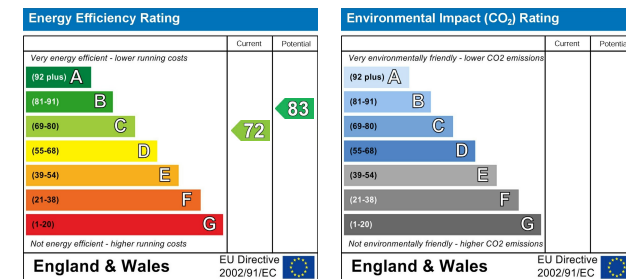 Energy Efficiency Rating
Current Potential
Very energy efficient - lower running costs
(92 plus) A
(81-91) B
(69-80) C
(55-68) D
(39-54) E
(21-38) F
(1-20) G
72
83
Not energy efficient - higher running costs
England & Wales
EU Directive
2002/91/EC
Environmental Impact (CO2) Rating
Current Potential
Very environmentally friendly - lower CO2 emissions
(92 plus) A
(81-91) B
(69-80) C
(55-68) D
(39-54) E
(21-38) F
(1-20) G
Not environmentally friendly - higher CO2 emissions
England & Wales
EU Directive
2002/91/EC